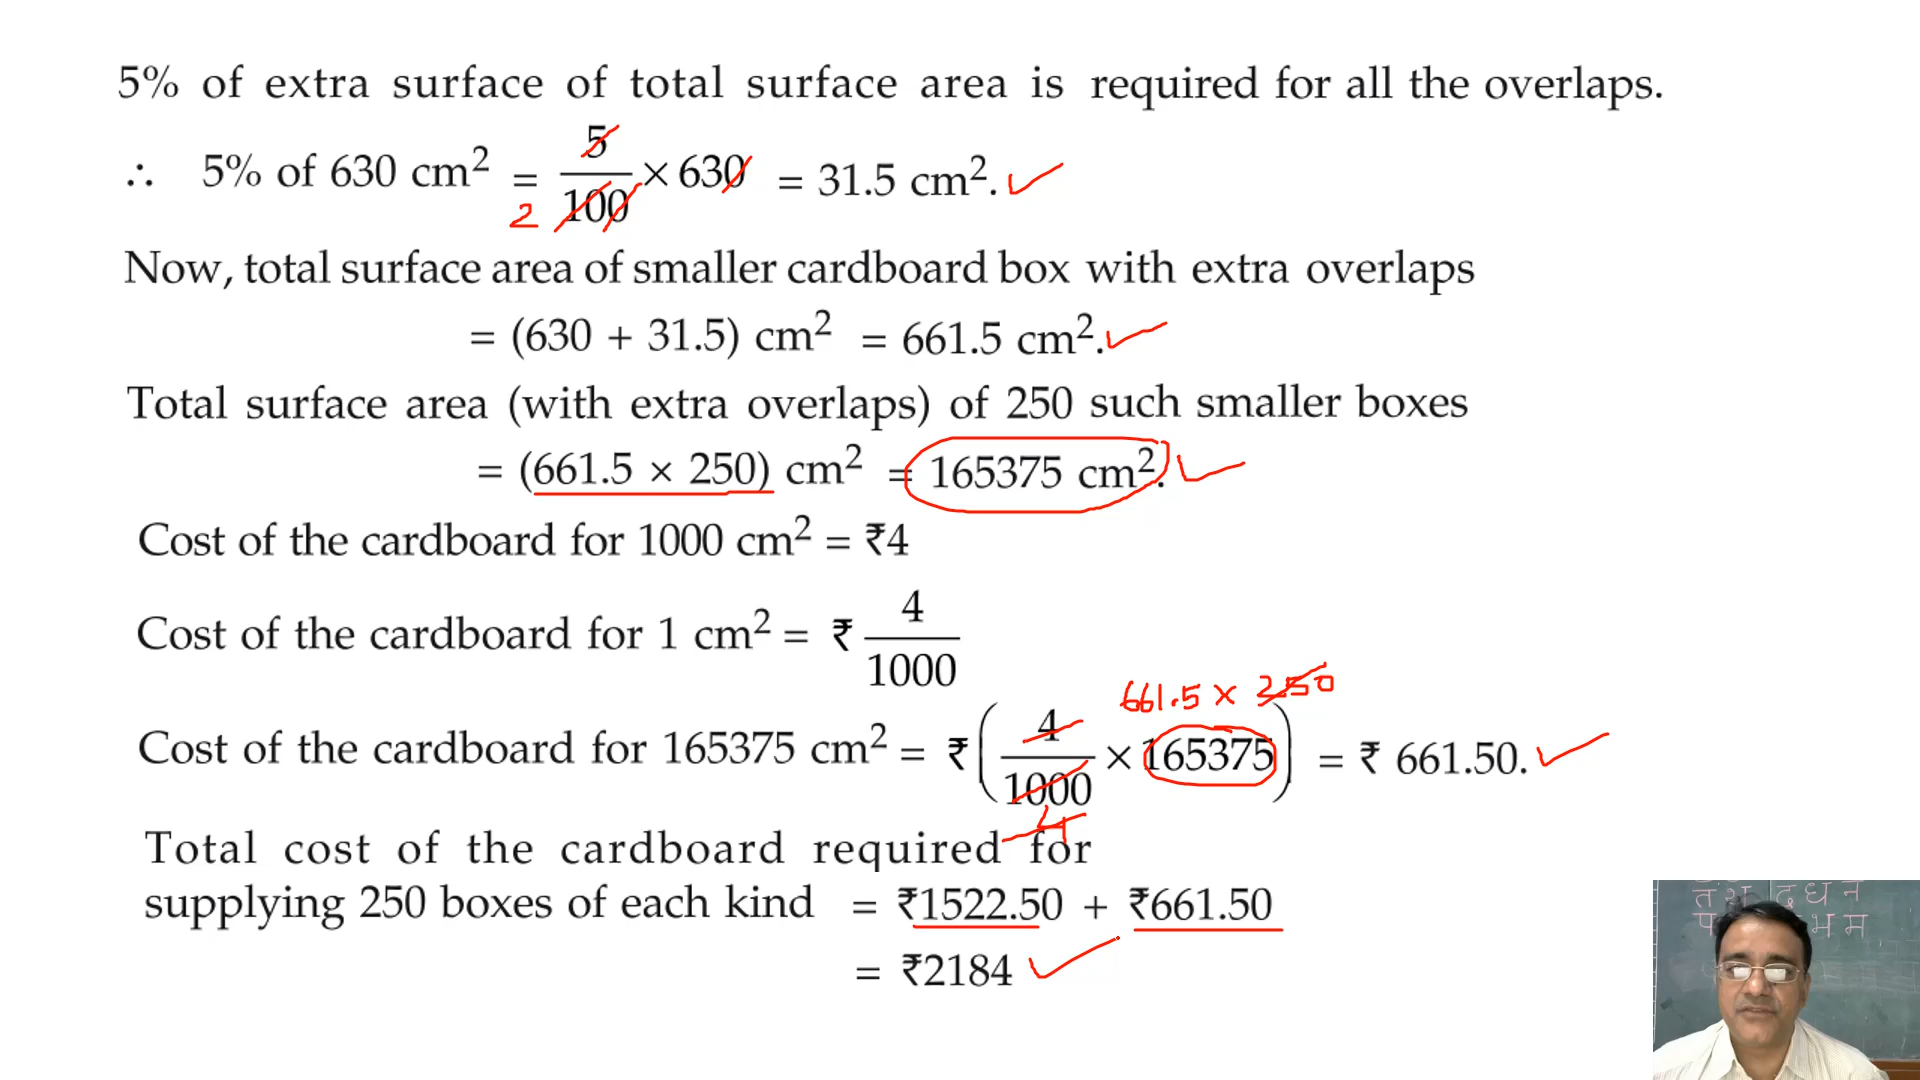 5% of extra surface of total surface area is required for all the overlaps.
∴ 5% of 630 cm² = 5/100 × 630 = 31.5 cm².
2
Now, total surface area of smaller cardboard box with extra overlaps
= (630 + 31.5) cm² = 661.5 cm².
Total surface area (with extra overlaps) of 250 such smaller boxes
= (661.5 × 250) cm² = 165375 cm².
Cost of the cardboard for 1000 cm² = ₹4
Cost of the cardboard for 1 cm² = ₹ 4/1000
661.5 × 250
Cost of the cardboard for 165375 cm² = ₹ (4/1000 × 165375) = ₹ 661.50.
4
Total cost of the cardboard required for
supplying 250 boxes of each kind = ₹1522.50 + ₹661.50
= ₹2184
त थ द ध न
प भ म